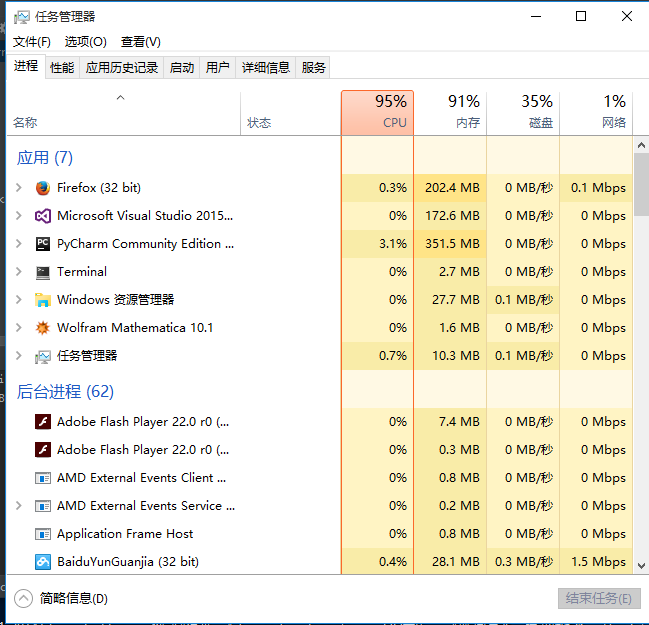 任务管理器
文件(F) 选项(O) 查看(V)
进程 性能 应用历史记录 启动 用户 详细信息 服务
95% 91% 35% 1%
名称 状态 CPU 内存 磁盘 网络
应用 (7)
Firefox (32 bit) 0.3% 202.4 MB 0 MB/秒 0.1 Mbps
Microsoft Visual Studio 2015... 0% 172.6 MB 0 MB/秒 0 Mbps
PyCharm Community Edition ... 3.1% 351.5 MB 0 MB/秒 0 Mbps
Terminal 0% 2.7 MB 0 MB/秒 0 Mbps
Windows 资源管理器 0% 27.7 MB 0.1 MB/秒 0 Mbps
Wolfram Mathematica 10.1 0% 1.6 MB 0 MB/秒 0 Mbps
任务管理器 0.7% 10.3 MB 0.1 MB/秒 0 Mbps
后台进程 (62)
Adobe Flash Player 22.0 r0 (... 0% 7.4 MB 0 MB/秒 0 Mbps
Adobe Flash Player 22.0 r0 (... 0% 0.3 MB 0 MB/秒 0 Mbps
AMD External Events Client ... 0% 0.8 MB 0 MB/秒 0 Mbps
AMD External Events Service ... 0% 0.2 MB 0 MB/秒 0 Mbps
Application Frame Host 0% 0.8 MB 0 MB/秒 0 Mbps
BaiduYunGuanjia (32 bit) 0.4% 28.1 MB 0.3 MB/秒 1.5 Mbps
简略信息(D) 结束任务(E)